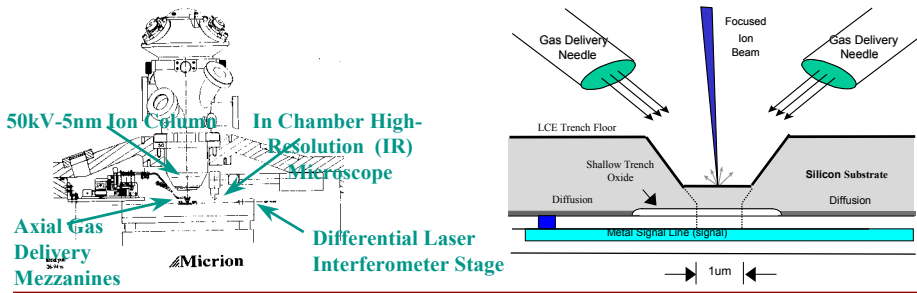 50kV-5nm Ion Column
In Chamber High-
Resolution (IR)
Microscope
Axial Gas
Delivery
Mezzanines
Differential Laser
Interferometer Stage
Micrion
Focused
Ion
Beam
Gas Delivery
Needle
Gas Delivery
Needle
LCE Trench Floor
Shallow Trench
Oxide
Silicon Substrate
Diffusion
Diffusion
Metal Signal Line (signal)
1um